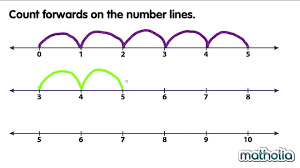 Count forwards on the number lines.
0 1 2 3 4 5
3 4 5 6 7 8
5 6 7 8 9 10
matholia